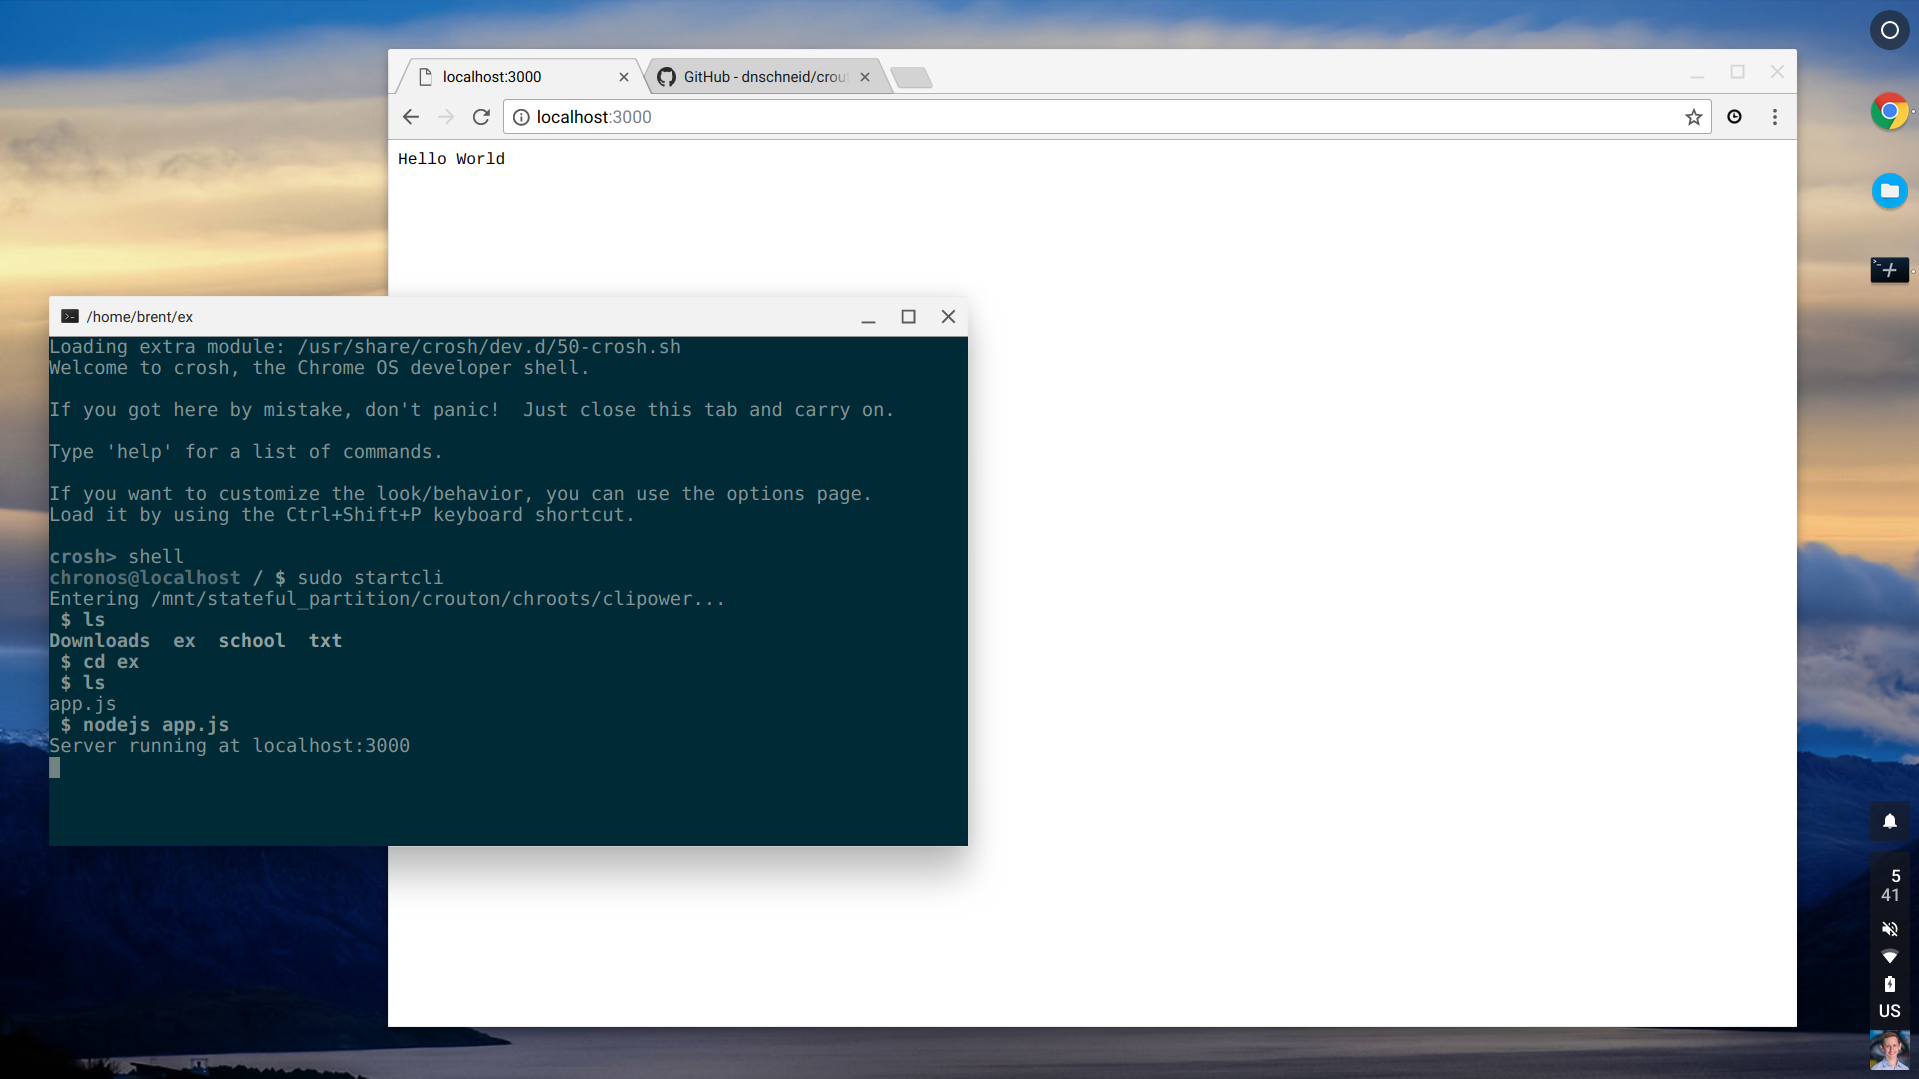 localhost:3000
GitHub - dnschneid/crou
localhost:3000
Hello World
/home/brent/ex
Loading extra module: /usr/share/crosh/dev.d/50-crosh.sh
Welcome to crosh, the Chrome OS developer shell.
If you got here by mistake, don't panic!  Just close this tab and carry on.
Type 'help' for a list of commands.
If you want to customize the look/behavior, you can use the options page.
Load it by using the Ctrl+Shift+P keyboard shortcut.
crosh> shell
chronos@localhost / $ sudo startcli
Entering /mnt/stateful_partition/crouton/chroots/clipower...
$ ls
Downloads  ex  school  txt
$ cd ex
$ ls
app.js
$ nodejs app.js
Server running at localhost:3000
5
41
US